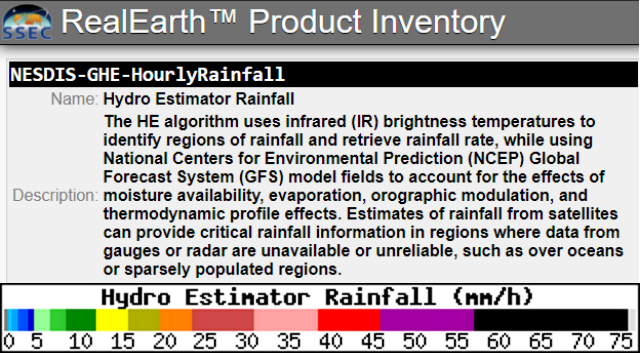 SSEC RealEarth™ Product Inventory
NESDIS-GHE-HourlyRainfall
Name: Hydro Estimator Rainfall
The HE algorithm uses infrared (IR) brightness temperatures to
identify regions of rainfall and retrieve rainfall rate, while using
National Centers for Environmental Prediction (NCEP) Global
Forecast System (GFS) model fields to account for the effects of
Description: moisture availability, evaporation, orographic modulation, and
thermodynamic profile effects. Estimates of rainfall from satellites
can provide critical rainfall information in regions where data from
gauges or radar are unavailable or unreliable, such as over oceans
or sparsely populated regions.
Hydro Estimator Rainfall (mm/h)
0 5 10 15 20 25 30 35 40 45 50 55 60 65 70 75